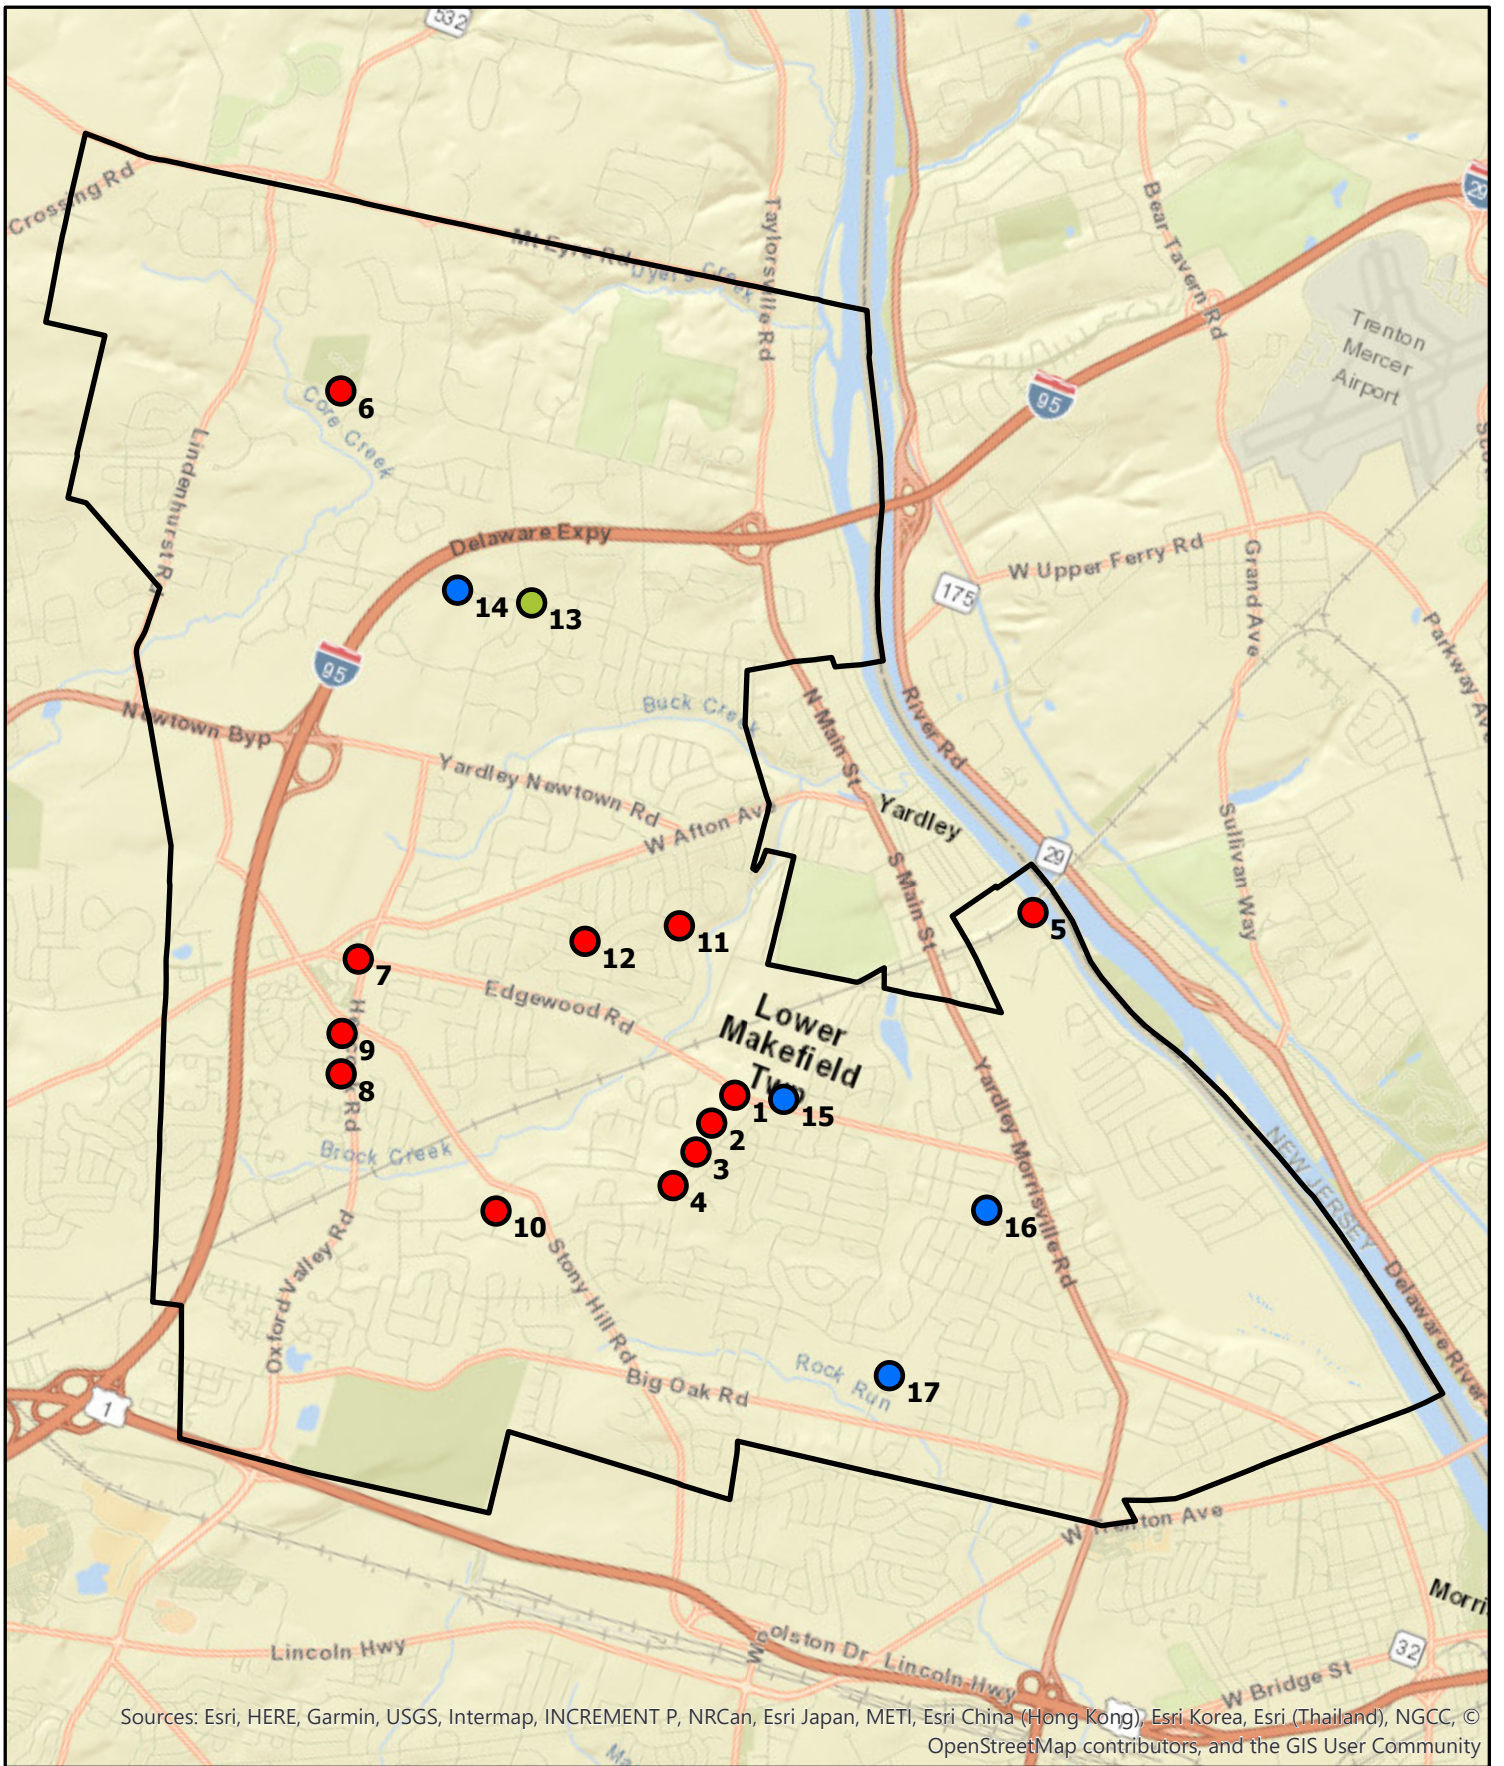 532
Crossing Rd
Mt Eyre Rd
Dyers Creek
Taylorsville Rd
Bear Tavern Rd
Trenton
Mercer
Airport
95
6
Core Creek
Lindenhurst Rd
Delaware Expy
W Upper Ferry Rd
175
Grand Ave
Parkway Ave
14
13
95
Newtown Byp
Buck Creek
N Main St
River Rd
Yardley Newtown Rd
W Afton Ave
Yardley
29
Sullivan Way
S Main St
5
11
12
7
Edgewood Rd
Lower
Makefield
Twp
9
8
1
15
2
3
4
Brock Creek
10
16
Yardley Morrisville Rd
NEW JERSEY
Delaware River
Oxford Valley Rd
Stony Hill Rd
Big Oak Rd
Rock Run
17
1
W Trenton Ave
Lincoln Hwy
Woolston Dr
Lincoln Hwy
W Bridge St
32
Morri
Sources: Esri, HERE, Garmin, USGS, Intermap, INCREMENT P, NRCan, Esri Japan, METI, Esri China (Hong Kong), Esri Korea, Esri (Thailand), NGCC, ©
OpenStreetMap contributors, and the GIS User Community